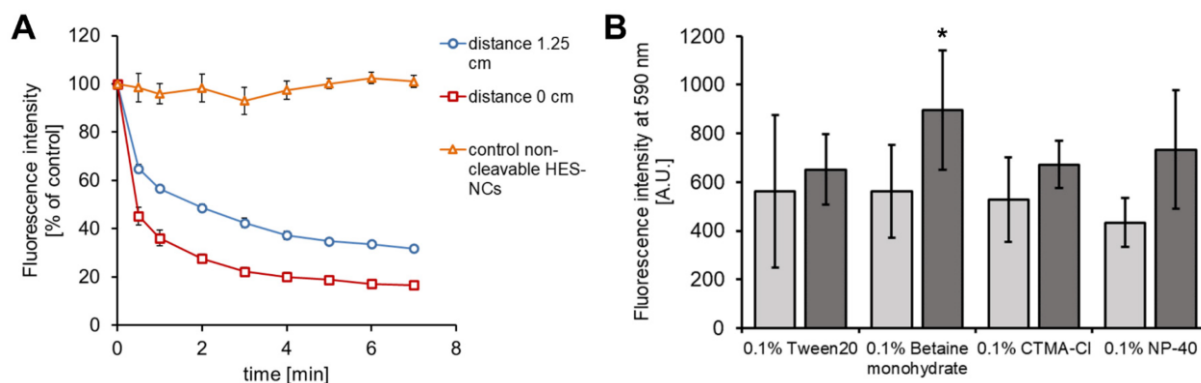 A
Fluorescence intensity
[% of control]
120
100
80
60
40
20
0
0
2
4
6
8
time [min]
distance 1.25
cm
distance 0 cm
control non-
cleavable HES-
NCs
B
Fluorescence intensity at 590 nm
[A.U.]
1200
1000
800
600
400
200
0
*
0.1% Tween20
0.1% Betaine
monohydrate
0.1% CTMA-Cl
0.1% NP-40